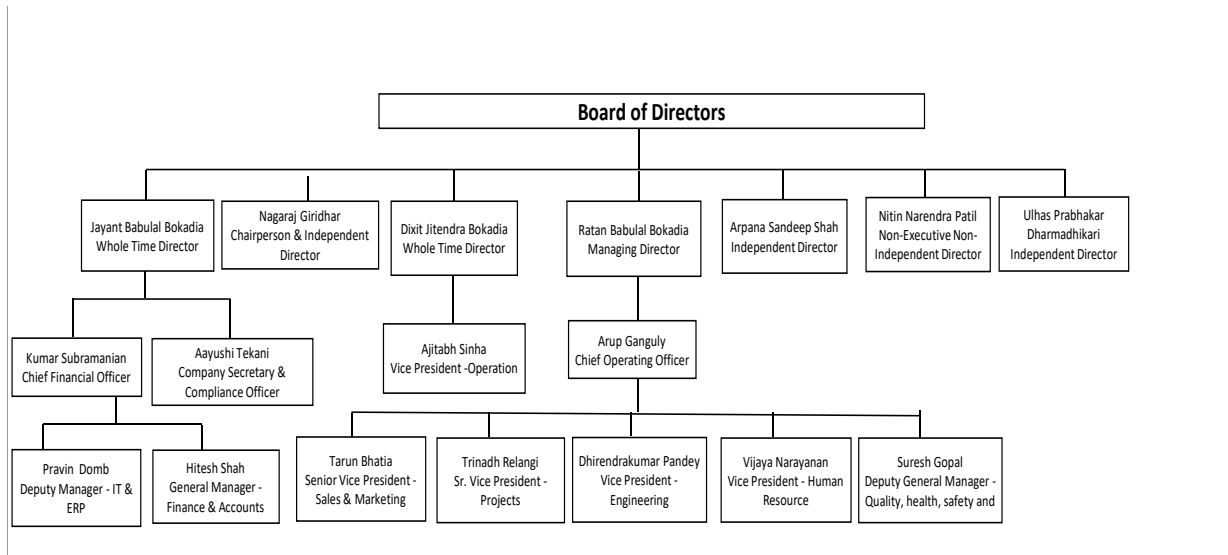 Board of Directors
Jayant Babulal Bokadia
Whole Time Director
Nagaraj Giridhar
Chairperson & Independent
Director
Dixit Jitendra Bokadia
Whole Time Director
Ratan Babulal Bokadia
Managing Director
Arpana Sandeep Shah
Independent Director
Nitin Narendra Patil
Non-Executive Non-
Independent Director
Ulhas Prabhakar
Dharmadhikari
Independent Director
Kumar Subramanian
Chief Financial Officer
Aayushi Tekani
Company Secretary &
Compliance Officer
Ajitabh Sinha
Vice President -Operation
Arup Ganguly
Chief Operating Officer
Pravin  Domb
Deputy Manager - IT &
ERP
Hitesh Shah
General Manager -
Finance & Accounts
Tarun Bhatia
Senior Vice President -
Sales & Marketing
Trinadh Relangi
Sr. Vice President -
Projects
Dhirendrakumar Pandey
Vice President -
Engineering
Vijaya Narayanan
Vice President - Human
Resource
Suresh Gopal
Deputy General Manager -
Quality, health, safety and